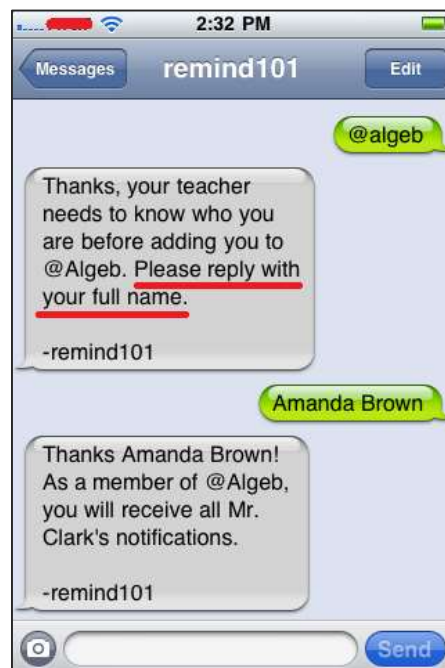 2:32 PM
Messages
remind101
Edit
@algeb
Thanks, your teacher
needs to know who you
are before adding you to
@Algeb. Please reply with
your full name.
-remind101
Amanda Brown
Thanks Amanda Brown!
As a member of @Algeb,
you will receive all Mr.
Clark's notifications.
-remind101
Send